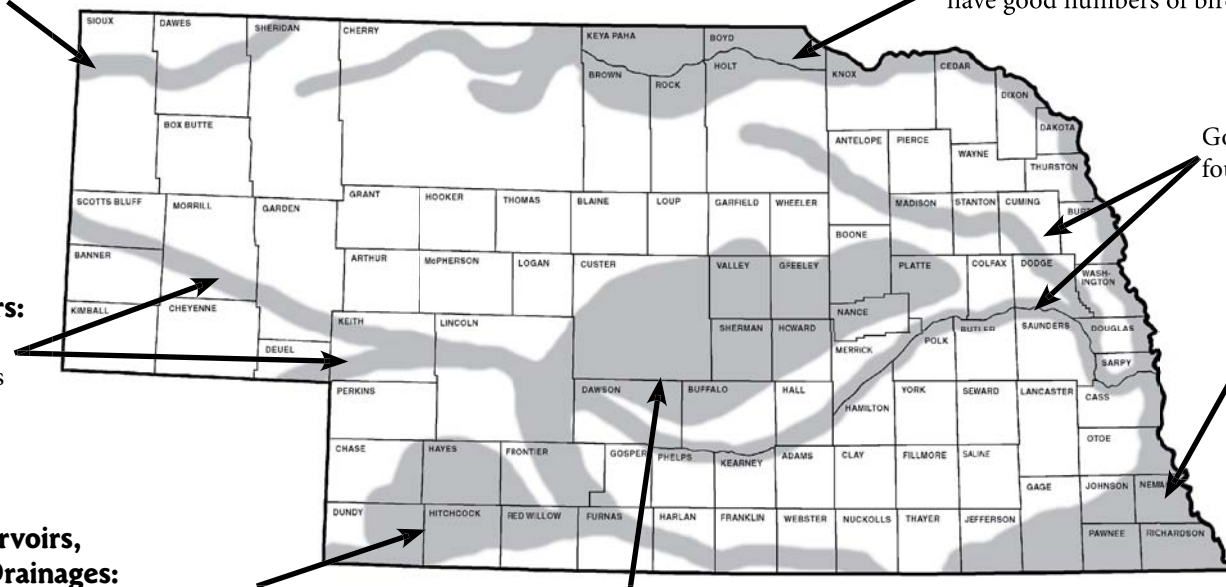 have good numbers of bir
SIOUX
DAWES
SHERIDAN
CHERRY
KEYA PAHA
BOYD
BROWN
ROCK
HOLT
KNOX
CEDAR
DIXON
DAKOTA
BOX BUTTE
ANTELOPE
PIERCE
WAYNE
THURSTON
Go
fou
SCOTTS BLUFF
MORRILL
GARDEN
GRANT
HOOKER
THOMAS
BLAINE
LOUP
GARFIELD
WHEELER
MADISON
STANTON
CUMING
BOONE
BANNER
ARTHUR
McPHERSON
LOGAN
CUSTER
VALLEY
GREELEY
PLATTE
COLFAX
DODGE
WASH-
INGTON
rs:
KIMBALL
CHEYENNE
KEITH
LINCOLN
NANCE
SHERMAN
HOWARD
BUTLER
SAUNDERS
DOUGLAS
DEUEL
MERRICK
POLK
SARPY
s
PERKINS
DAWSON
BUFFALO
HALL
HAMILTON
YORK
SEWARD
LANCASTER
CASS
OTOE
CHASE
HAYES
FRONTIER
GOSPER
PHELPS
KEARNEY
ADAMS
CLAY
FILLMORE
SALINE
GAGE
JOHNSON
DUNDY
HITCHCOCK
RED WILLOW
FURNAS
HARLAN
FRANKLIN
WEBSTER
NUCKOLLS
THAYER
JEFFERSON
PAWNEE
RICHARDSON
rvoirs,
Drainages: